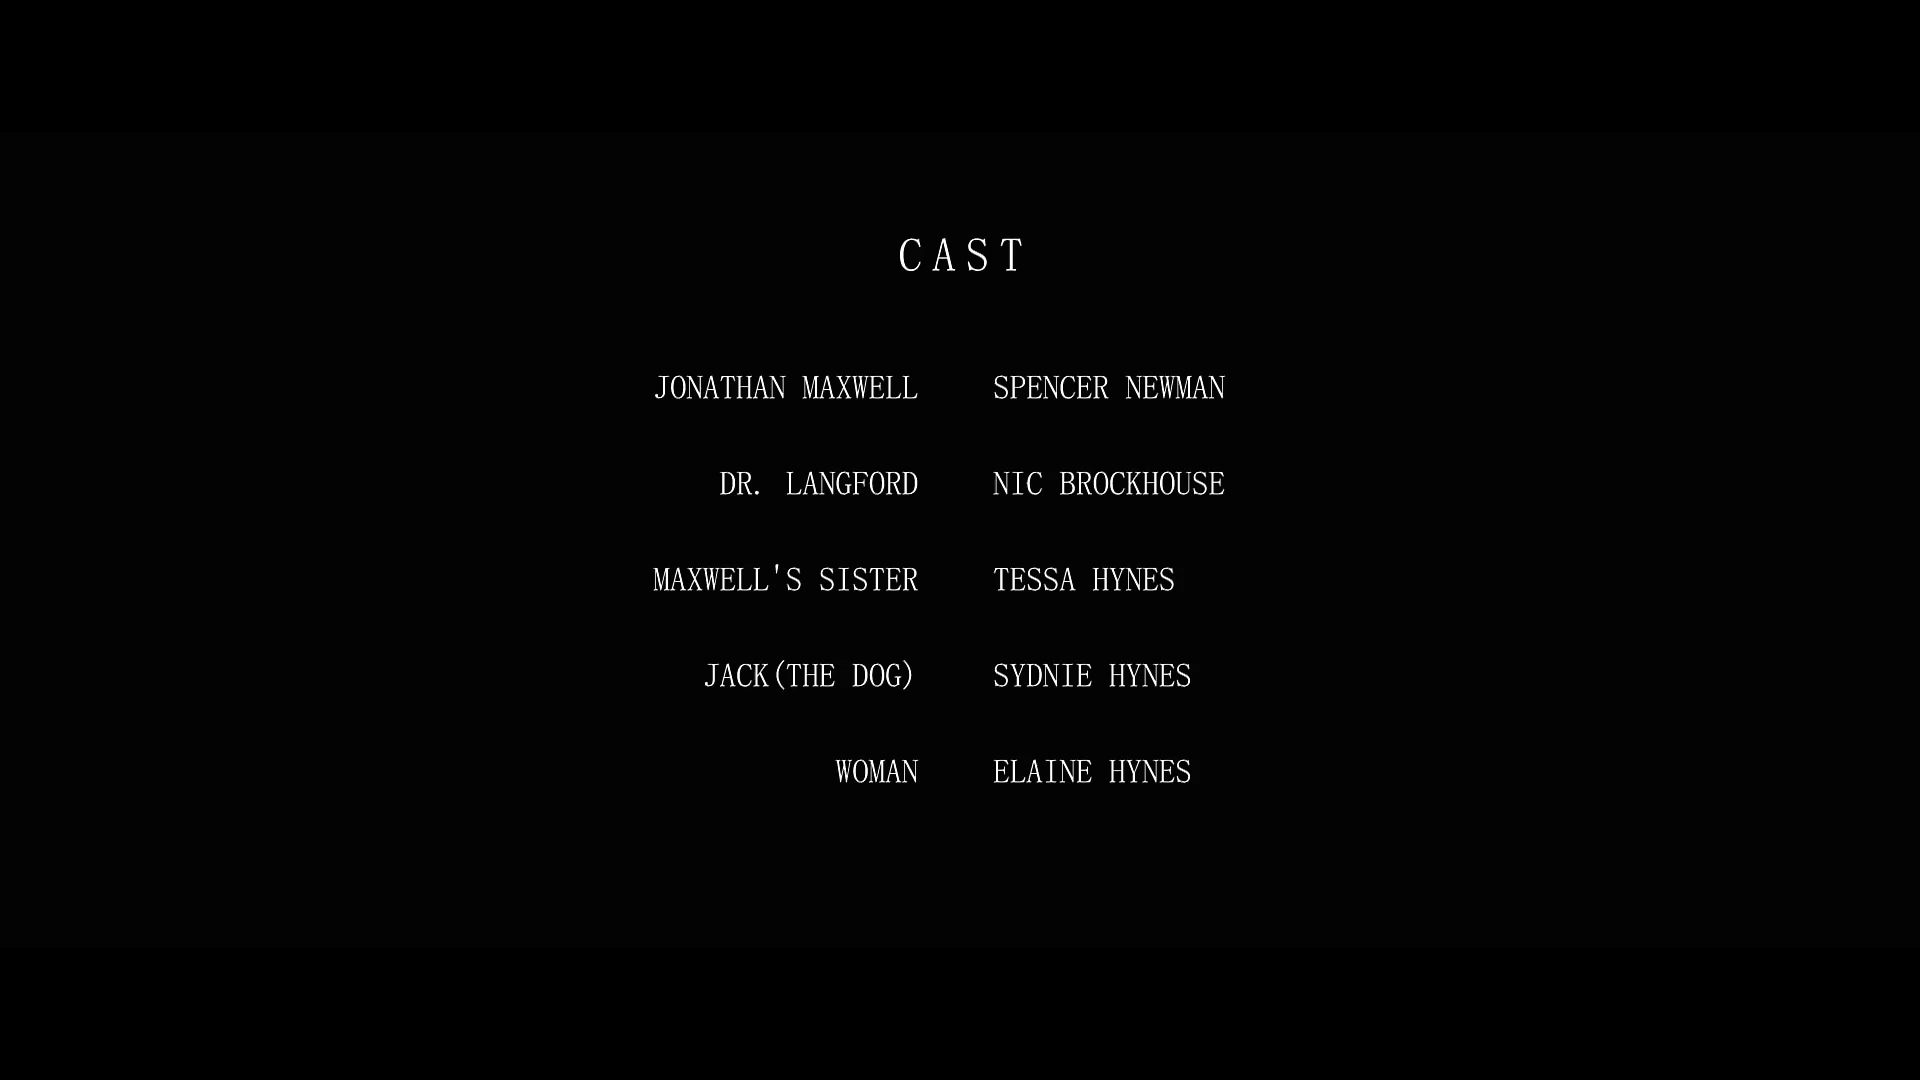 CAST
JONATHAN MAXWELL SPENCER NEWMAN
DR. LANGFORD NIC BROCKHOUSE
MAXWELL'S SISTER TESSA HYNES
JACK(THE DOG) SYDNIE HYNES
WOMAN ELAINE HYNES